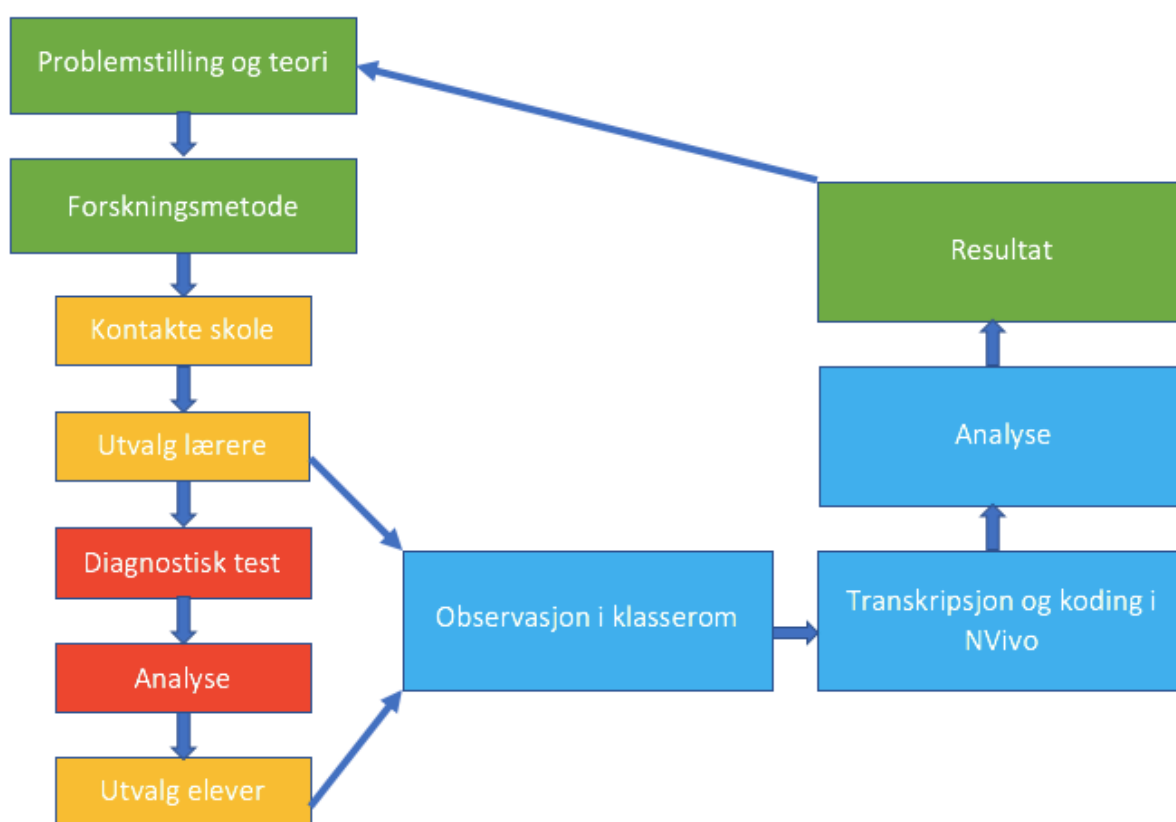 Problemstilling og teori
Forskningsmetode
Kontakte skole
Utvalg lærere
Diagnostisk test
Analyse
Utvalg elever
Observasjon i klasserom
Transkripsjon og koding i
NVivo
Analyse
Resultat